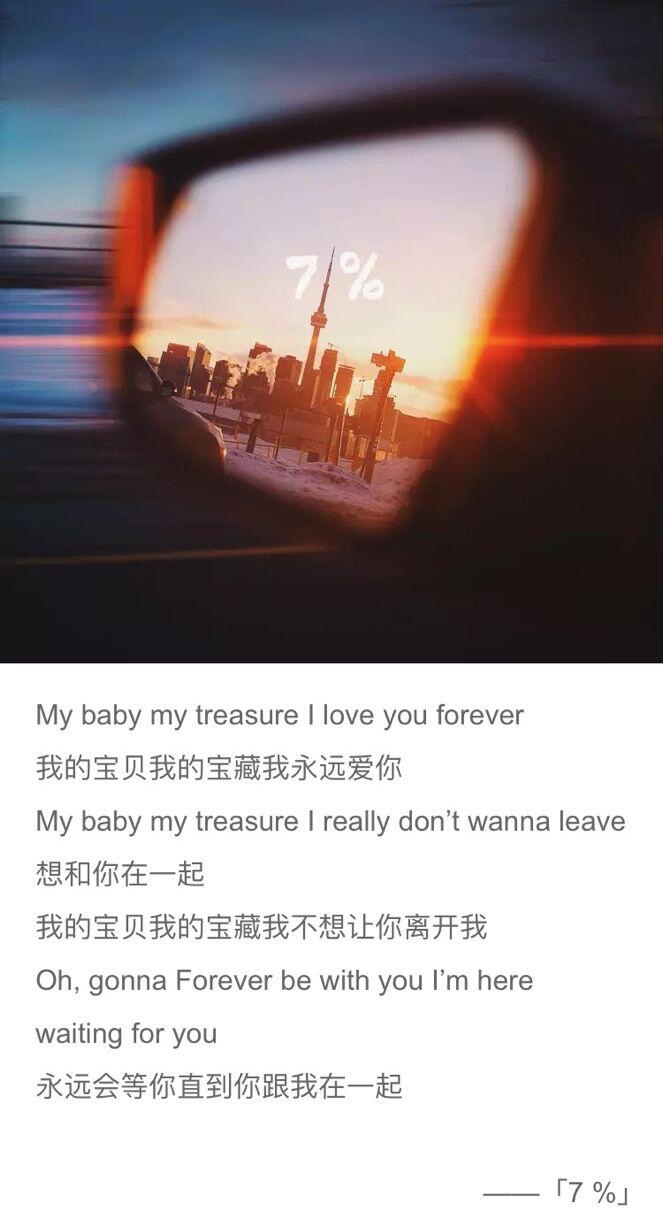 7 %
My baby my treasure I love you forever
我的宝贝我的宝藏我永远爱你
My baby my treasure I really don’t wanna leave
想和你在一起
我的宝贝我的宝藏我不想让你离开我
Oh, gonna Forever be with you I’m here
waiting for you
永远会等你直到你跟我在一起
——「7 %」